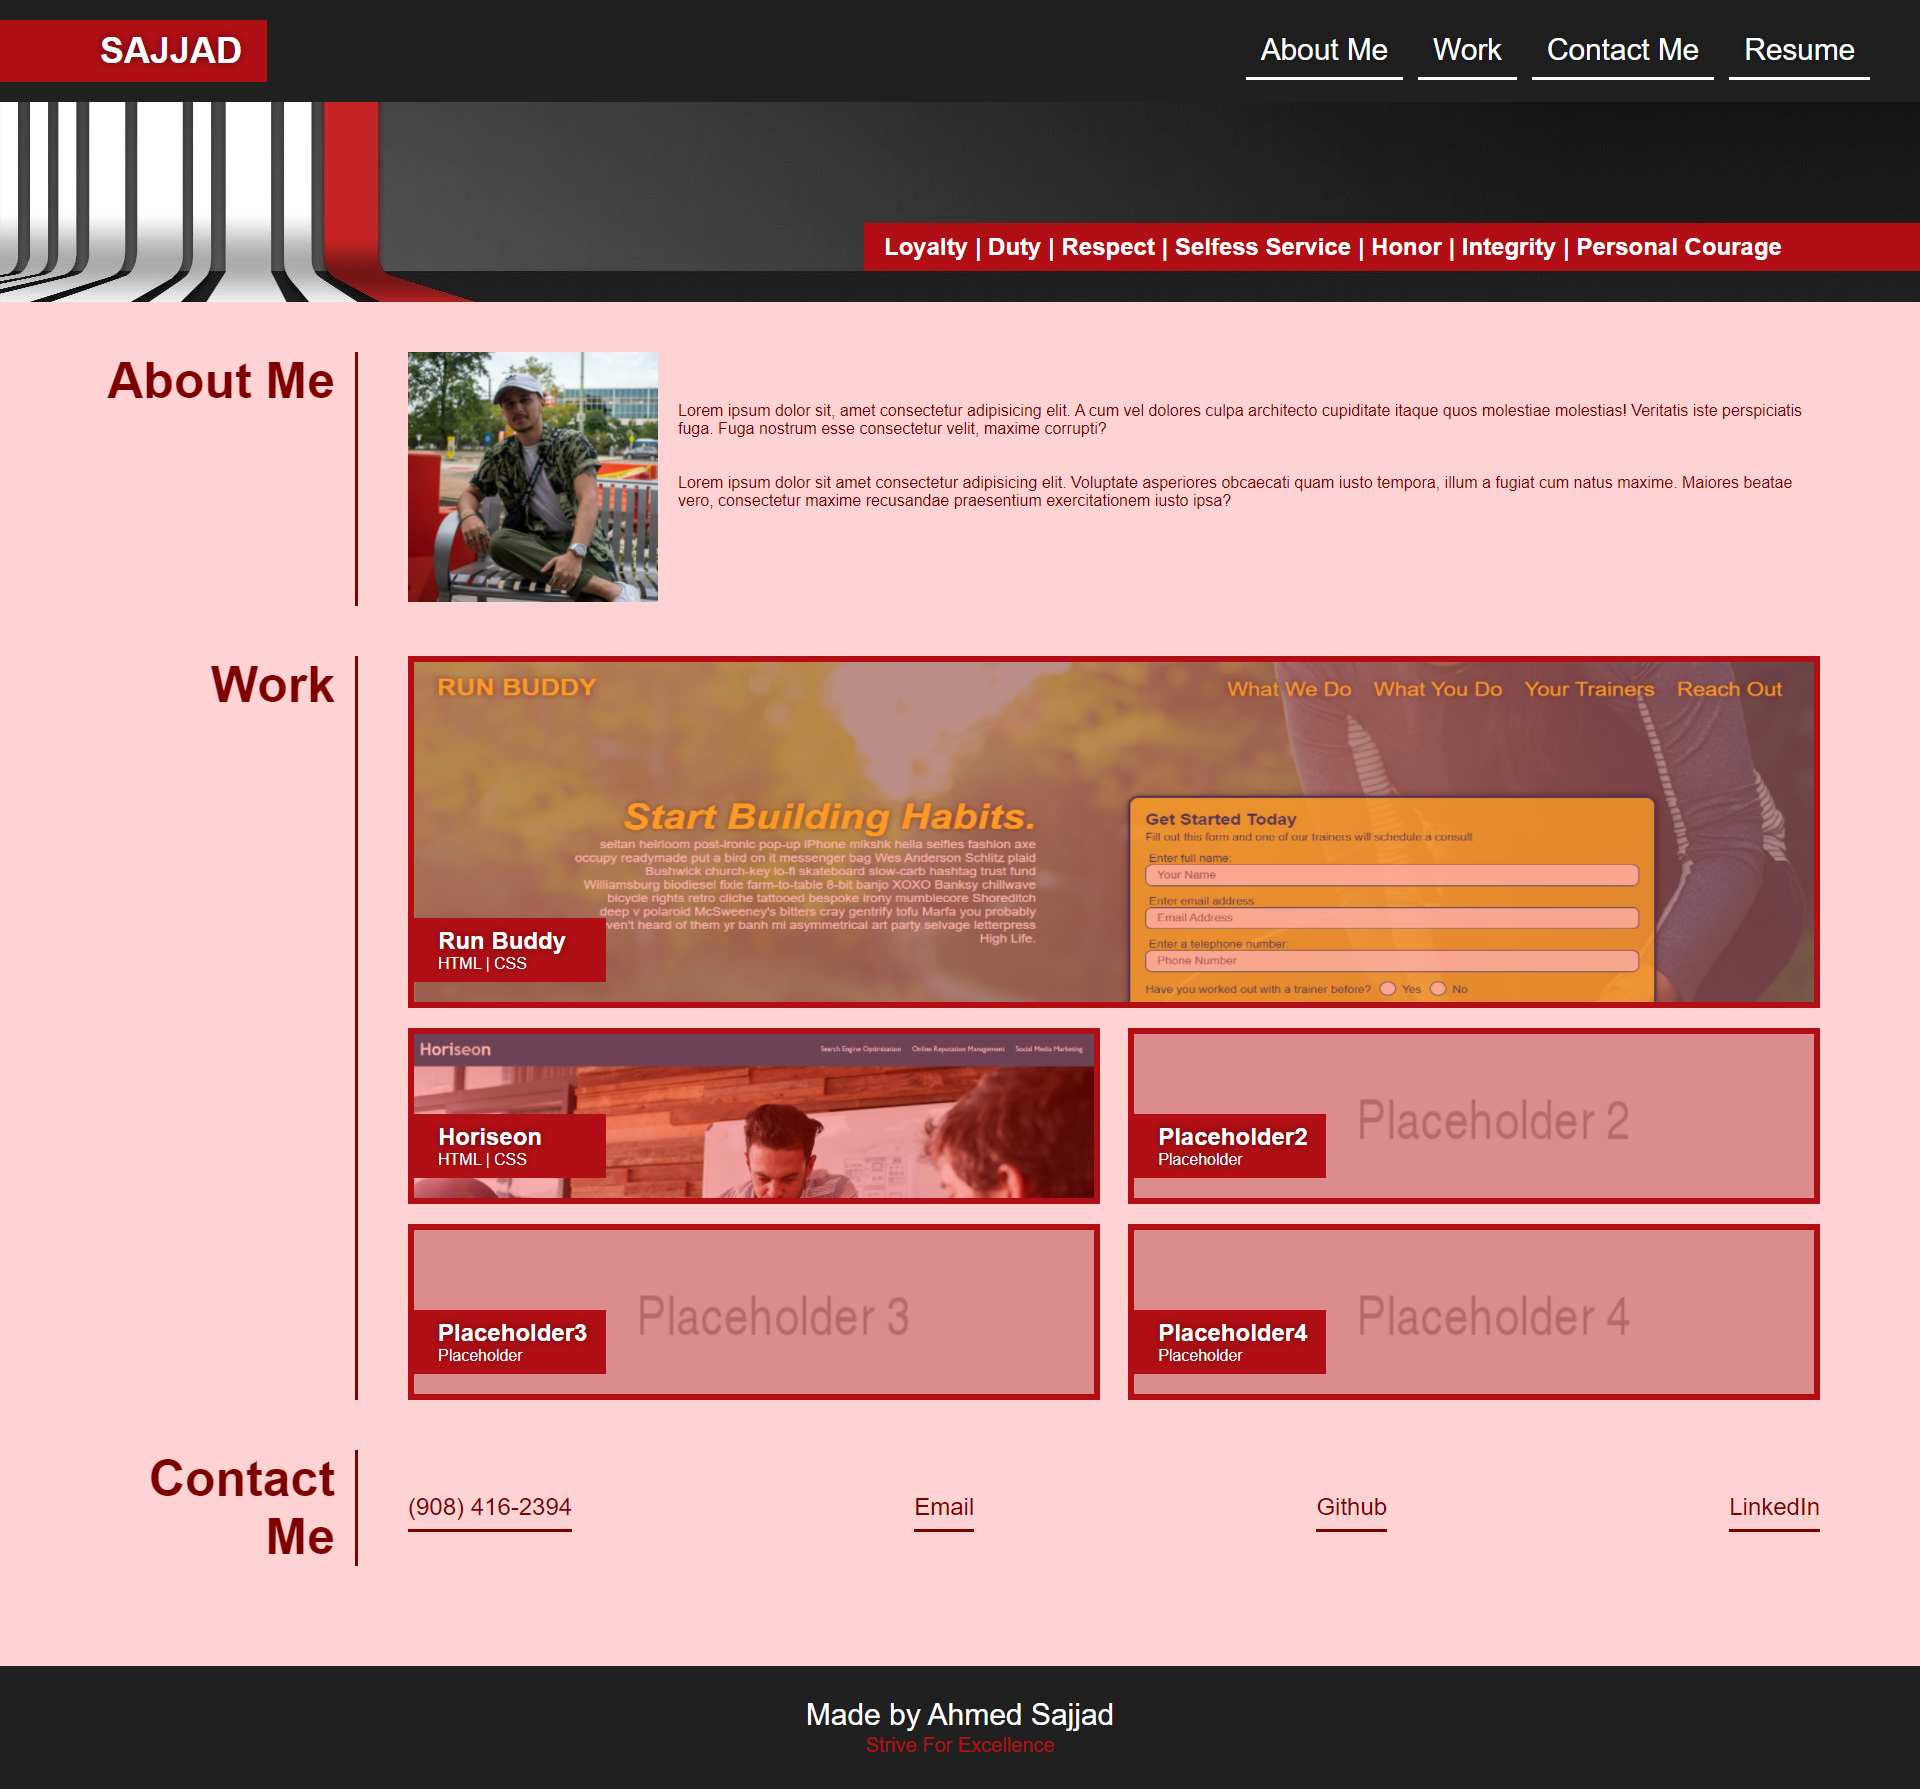 SAJJAD
About Me
Work
Contact Me
Resume
Loyalty | Duty | Respect | Selfess Service | Honor | Integrity | Personal Courage
About Me
Lorem ipsum dolor sit, amet consectetur adipisicing elit. A cum vel dolores culpa architecto cupiditate itaque quos molestiae molestias! Veritatis iste perspiciatis
fuga. Fuga nostrum esse consectetur velit, maxime corrupti?
Lorem ipsum dolor sit amet consectetur adipisicing elit. Voluptate asperiores obcaecati quam iusto tempora, illum a fugiat cum natus maxime. Maiores beatae
vero, consectetur maxime recusandae praesentium exercitationem iusto ipsa?
Work
RUN BUDDY
What We Do
What You Do
Your Trainers
Reach Out
Start Building Habits.
seitan heirloom post-ironic pop-up iPhone mlkshk hella selfies fashion axe
occupy readymade put a bird on it messenger bag Wes Anderson Schlitz plaid
Bushwick church-key lo-fi skateboard slow-carb hashtag trust fund
Williamsburg biodiesel fixie farm-to-table 8-bit banjo XOXO Banksy chillwave
bicycle rights retro cliche tattooed bespoke irony mumblecore Shoreditch
deep v polaroid McSweeney's bitters cray gentrify tofu Marfa you probably
ven't heard of them yr banh mi asymmetrical art party selvage letterpress
High Life.
Get Started Today
Fill out this form and one of our trainers will schedule a consult.
Enter full name:
Your Name
Enter email address:
Email Address
Enter a telephone number:
Phone Number
Have you worked out with a trainer before? Yes No
Run Buddy
HTML | CSS
Horiseon
Search Engine Optimization
Online Reputation Management
Social Media Marketing
Horiseon
HTML | CSS
Placeholder 2
Placeholder2
Placeholder
Placeholder 3
Placeholder3
Placeholder
Placeholder 4
Placeholder4
Placeholder
Contact
Me
(908) 416-2394
Email
Github
LinkedIn
Made by Ahmed Sajjad
Strive For Excellence